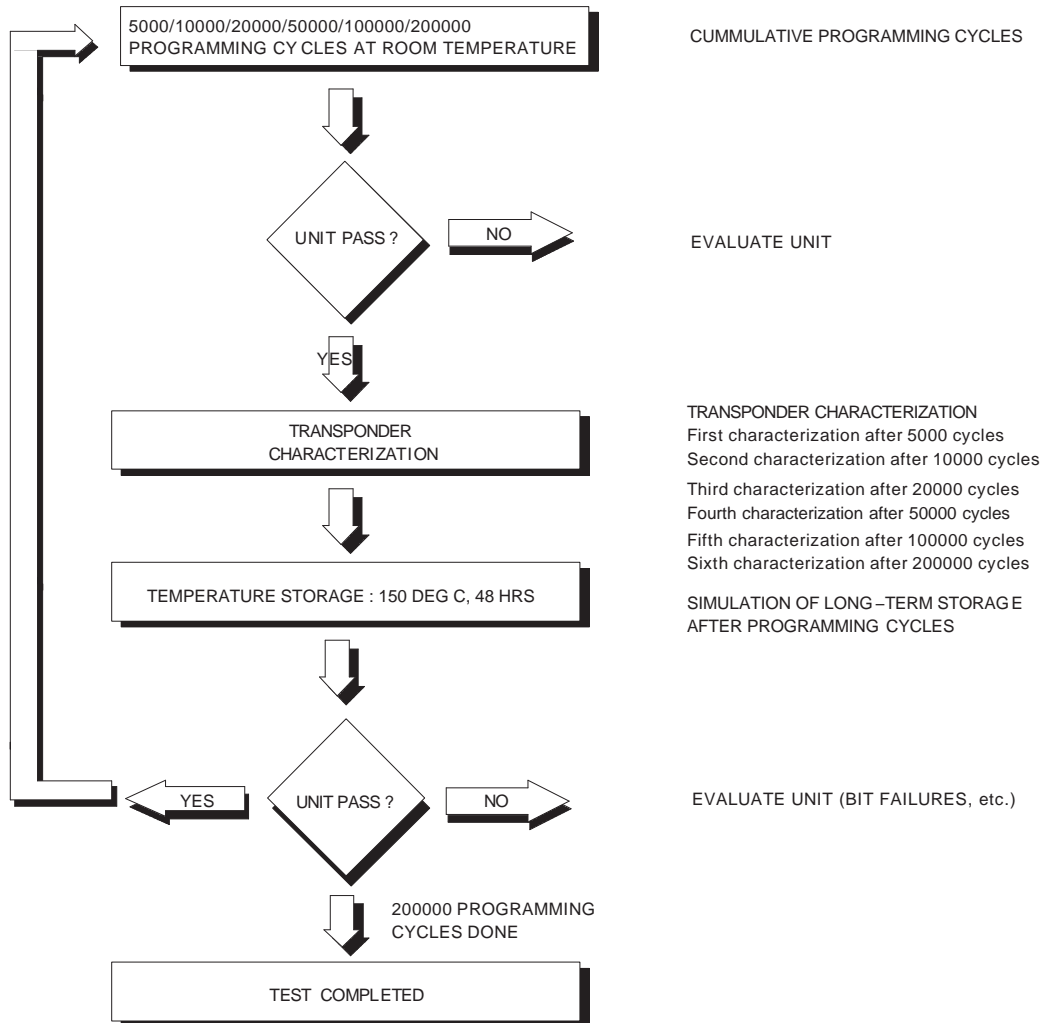 5000/10000/20000/50000/100000/200000
PROGRAMMING CYCLES AT ROOM TEMPERATURE
CUMMULATIVE PROGRAMMING CYCLES
UNIT PASS ?
NO
EVALUATE UNIT
YES
TRANSPONDER
CHARACTERIZATION
TRANSPONDER CHARACTERIZATION
First characterization after 5000 cycles
Second characterization after 10000 cycles
Third characterization after 20000 cycles
Fourth characterization after 50000 cycles
Fifth characterization after 100000 cycles
Sixth characterization after 200000 cycles
TEMPERATURE STORAGE : 150 DEG C, 48 HRS
SIMULATION OF LONG–TERM STORAGE
AFTER PROGRAMMING CYCLES
YES
UNIT PASS ?
NO
EVALUATE UNIT (BIT FAILURES, etc.)
200000 PROGRAMMING
CYCLES DONE
TEST COMPLETED